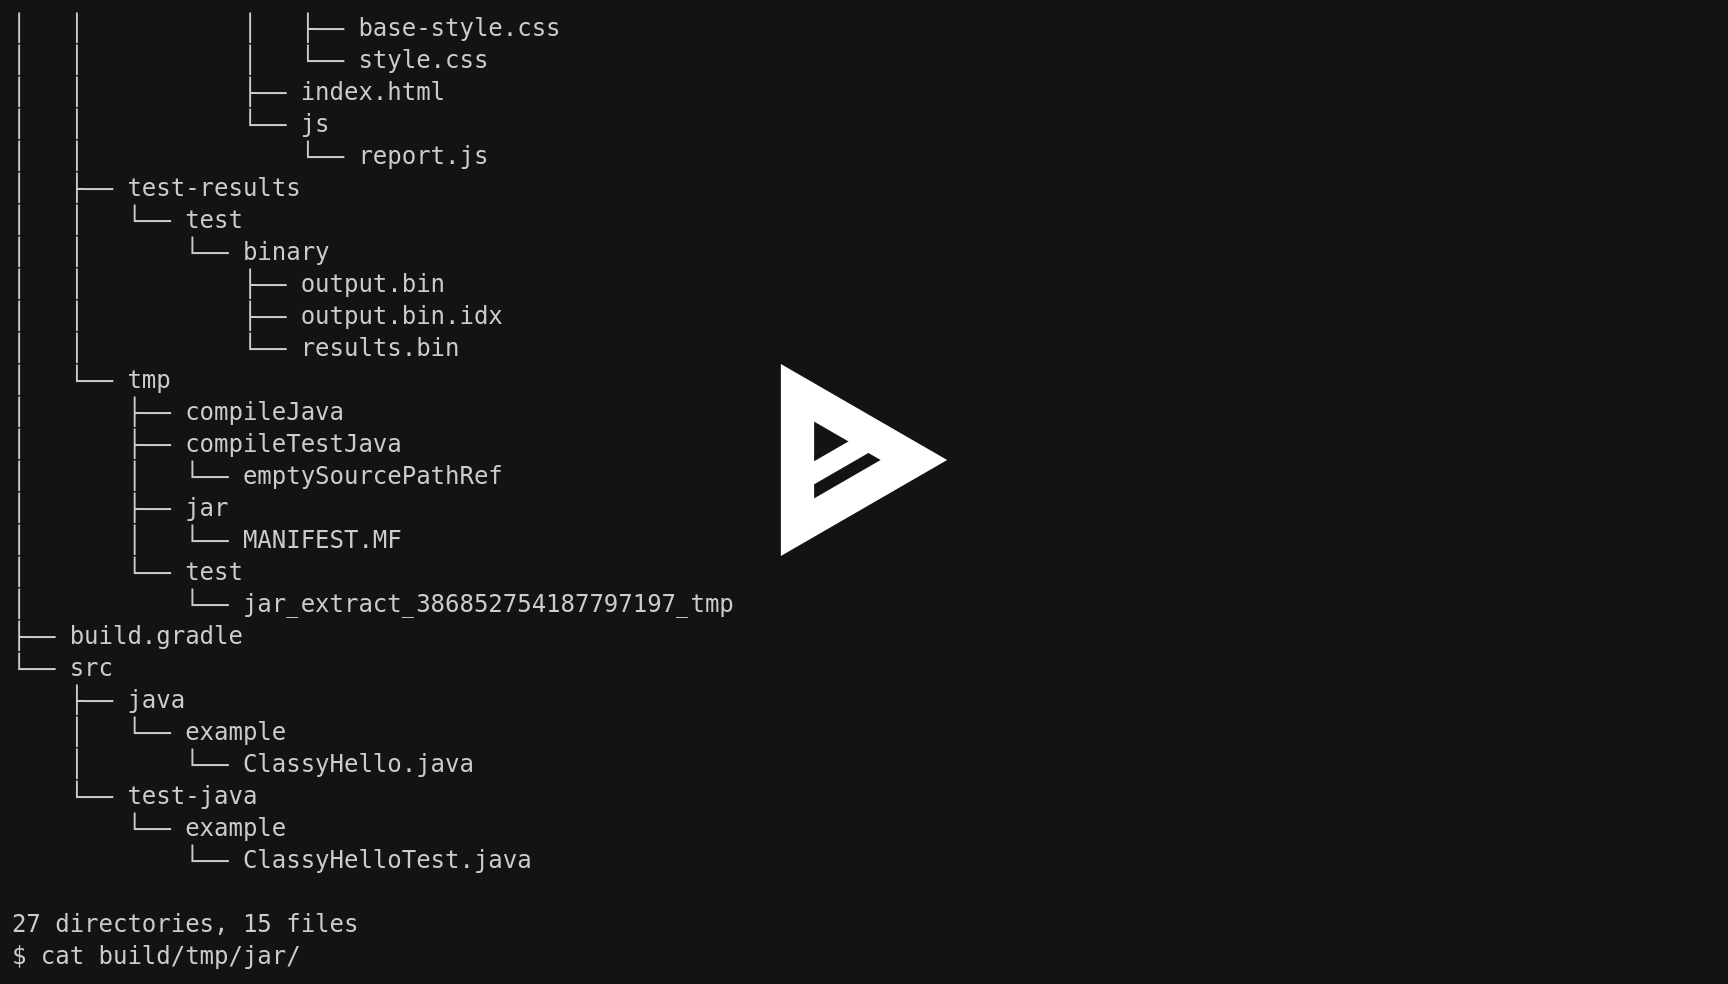 │   │           │   ├── base-style.css
│   │           │   └── style.css
│   │           ├── index.html
│   │           └── js
│   │               └── report.js
│   ├── test-results
│   │   └── test
│   │       └── binary
│   │           ├── output.bin
│   │           ├── output.bin.idx
│   │           └── results.bin
│   └── tmp
│       ├── compileJava
│       ├── compileTestJava
│       │   └── emptySourcePathRef
│       ├── jar
│       │   └── MANIFEST.MF
│       └── test
│           └── jar_extract_386852754187797197_tmp
├── build.gradle
└── src
    ├── java
    │   └── example
    │       └── ClassyHello.java
    └── test-java
        └── example
            └── ClassyHelloTest.java

27 directories, 15 files
$ cat build/tmp/jar/